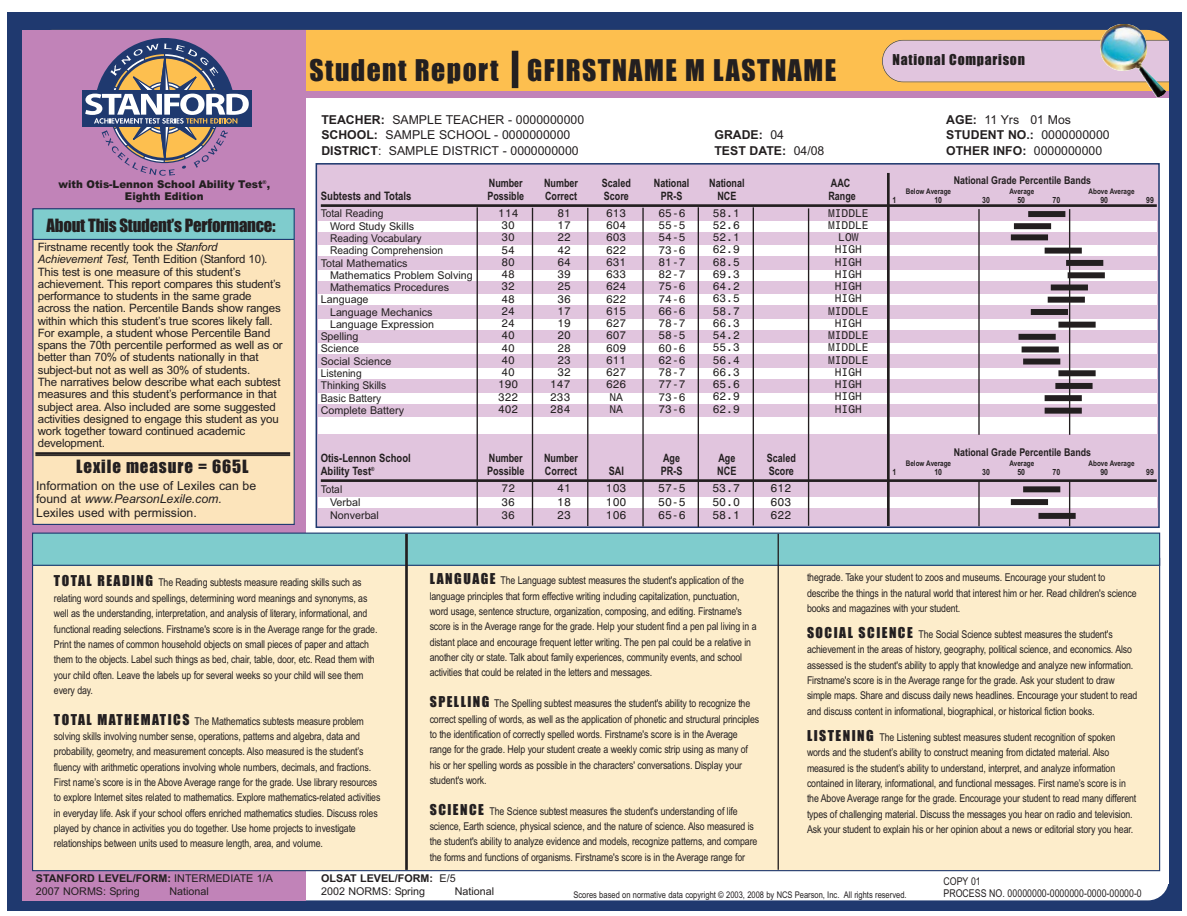 KNOWLEDGE
STANFORD
ACHIEVEMENT TEST SERIES TENTH EDITION
EXCELLENCE * POWER
with Otis-Lennon School Ability Test®,
Eighth Edition
Student Report | GFIRSTNAME M LASTNAME
National Comparison
TEACHER: SAMPLE TEACHER - 0000000000
SCHOOL: SAMPLE SCHOOL - 0000000000
DISTRICT: SAMPLE DISTRICT - 0000000000
GRADE: 04
TEST DATE: 04/08
AGE: 11 Yrs 01 Mos
STUDENT NO.: 0000000000
OTHER INFO: 0000000000
About This Student's Performance:
Firstname recently took the Stanford
Achievement Test, Tenth Edition (Stanford 10).
This test is one measure of this student's
achievement. This report compares this student's
performance to students in the same grade
across the nation. Percentile Bands show ranges
within which this student's true scores likely fall.
For example, a student whose Percentile Band
spans the 70th percentile performed as well as or
better than 70% of students nationally in that
subject-but not as well as 30% of students.
The narratives below describe what each subtest
measures and this student's performance in that
subject area. Also included are some suggested
activities designed to engage this student as you
work together toward continued academic
development.
Lexile measure = 665L
Information on the use of Lexiles can be
found at www.PearsonLexile.com.
Lexiles used with permission.
Subtests and Totals Number Possible Number Correct Scaled Score National PR-S National NCE AAC Range National Grade Percentile Bands
Below Average Average Above Average
1 10 30 50 70 90 99
Total Reading 114 81 613 65-6 58.1 MIDDLE
Word Study Skills 30 17 604 55-5 52.6 MIDDLE
Reading Vocabulary 30 22 603 54-5 52.1 LOW
Reading Comprehension 54 42 622 73-6 62.9 HIGH
Total Mathematics 80 64 631 81-7 68.5 HIGH
Mathematics Problem Solving 48 39 633 82-7 69.3 HIGH
Mathematics Procedures 32 25 624 75-6 64.2 HIGH
Language 48 36 622 74-6 63.5 HIGH
Language Mechanics 24 17 615 66-6 58.7 MIDDLE
Language Expression 24 19 627 78-7 66.3 HIGH
Spelling 40 20 607 58-5 54.2 MIDDLE
Science 40 28 609 60-6 55.3 MIDDLE
Social Science 40 23 611 62-6 56.4 MIDDLE
Listening 40 32 627 78-7 66.3 HIGH
Thinking Skills 190 147 626 77-7 65.6 HIGH
Basic Battery 322 233 NA 73-6 62.9 HIGH
Complete Battery 402 284 NA 73-6 62.9 HIGH
Otis-Lennon School Ability Test® Number Possible Number Correct SAI Age PR-S Age NCE Scaled Score National Grade Percentile Bands
Below Average Average Above Average
1 10 30 50 70 90 99
Total 72 41 103 57-5 53.7 612
Verbal 36 18 100 50-5 50.0 603
Nonverbal 36 23 106 65-6 58.1 622
TOTAL READING The Reading subtests measure reading skills such as
relating word sounds and spellings, determining word meanings and synonyms, as
well as the understanding, interpretation, and analysis of literary, informational, and
functional reading selections. Firstname's score is in the Average range for the grade.
Print the names of common household objects on small pieces of paper and attach
them to the objects. Label such things as bed, chair, table, door, etc. Read them with
your child often. Leave the labels up for several weeks so your child will see them
every day.
TOTAL MATHEMATICS The Mathematics subtests measure problem
solving skills involving number sense, operations, patterns and algebra, data and
probability, geometry, and measurement concepts. Also measured is the student's
fluency with arithmetic operations involving whole numbers, decimals, and fractions.
First name's score is in the Above Average range for the grade. Use library resources
to explore Internet sites related to mathematics. Explore mathematics-related activities
in everyday life. Ask if your school offers enriched mathematics studies. Discuss roles
played by chance in activities you do together. Use home projects to investigate
relationships between units used to measure length, area, and volume.
LANGUAGE The Language subtest measures the student's application of the
language principles that form effective writing including capitalization, punctuation,
word usage, sentence structure, organization, composing, and editing. Firstname's
score is in the Average range for the grade. Help your student find a pen pal living in a
distant place and encourage frequent letter writing. The pen pal could be a relative in
another city or state. Talk about family experiences, community events, and school
activities that could be related in the letters and messages.
SPELLING The Spelling subtest measures the student's ability to recognize the
correct spelling of words, as well as the application of phonetic and structural principles
to the identification of correctly spelled words. Firstname's score is in the Average
range for the grade. Help your student create a weekly comic strip using as many of
his or her spelling words as possible in the characters' conversations. Display your
student's work.
SCIENCE The Science subtest measures the student's understanding of life
science, Earth science, physical science, and the nature of science. Also measured is
the student's ability to analyze evidence and models, recognize patterns, and compare
the forms and functions of organisms. Firstname's score is in the Average range for
thegrade. Take your student to zoos and museums. Encourage your student to
describe the things in the natural world that interest him or her. Read children's science
books and magazines with your student.
SOCIAL SCIENCE The Social Science subtest measures the student's
achievement in the areas of history, geography, political science, and economics. Also
assessed is the student's ability to apply that knowledge and analyze new information.
Firstname's score is in the Average range for the grade. Ask your student to draw
simple maps. Share and discuss daily news headlines. Encourage your student to read
and discuss content in informational, biographical, or historical fiction books.
LISTENING The Listening subtest measures student recognition of spoken
words and the student's ability to construct meaning from dictated material. Also
measured is the student's ability to understand, interpret, and analyze information
contained in literary, informational, and functional messages. First name's score is in
the Above Average range for the grade. Encourage your student to read many different
types of challenging material. Discuss the messages you hear on radio and television.
Ask your student to explain his or her opinion about a news or editorial story you hear.
STANFORD LEVEL/FORM: INTERMEDIATE 1/A
2007 NORMS: Spring National
OLSAT LEVEL/FORM: E/5
2002 NORMS: Spring National
Scores based on normative data copyright © 2003, 2008 by NCS Pearson, Inc. All rights reserved.
COPY 01
PROCESS NO. 00000000-0000000-0000-00000-0